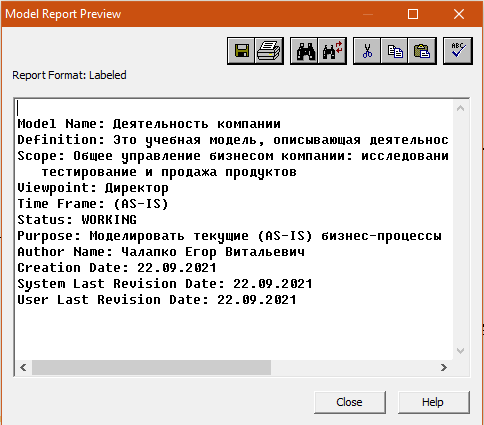 Model Report Preview
ABC
Report Format: Labeled
Model Name: Деятельность компании
Definition: Это учебная модель, описывающая деятельнос
Scope: Общее управление бизнесом компании: исследовани
тестирование и продажа продуктов
Viewpoint: Директор
Time Frame: (AS-IS)
Status: WORKING
Purpose: Моделировать текущие (AS-IS) бизнес-процессы
Author Name: Чалапко Егор Витальевич
Creation Date: 22.09.2021
System Last Revision Date: 22.09.2021
User Last Revision Date: 22.09.2021
Close Help